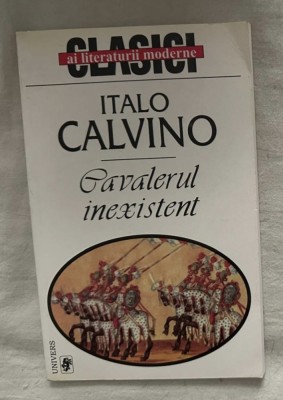 CLASICI
ai literaturii moderne
ITALO
CALVINO
Cavalerul
inexistent
UNIVERS